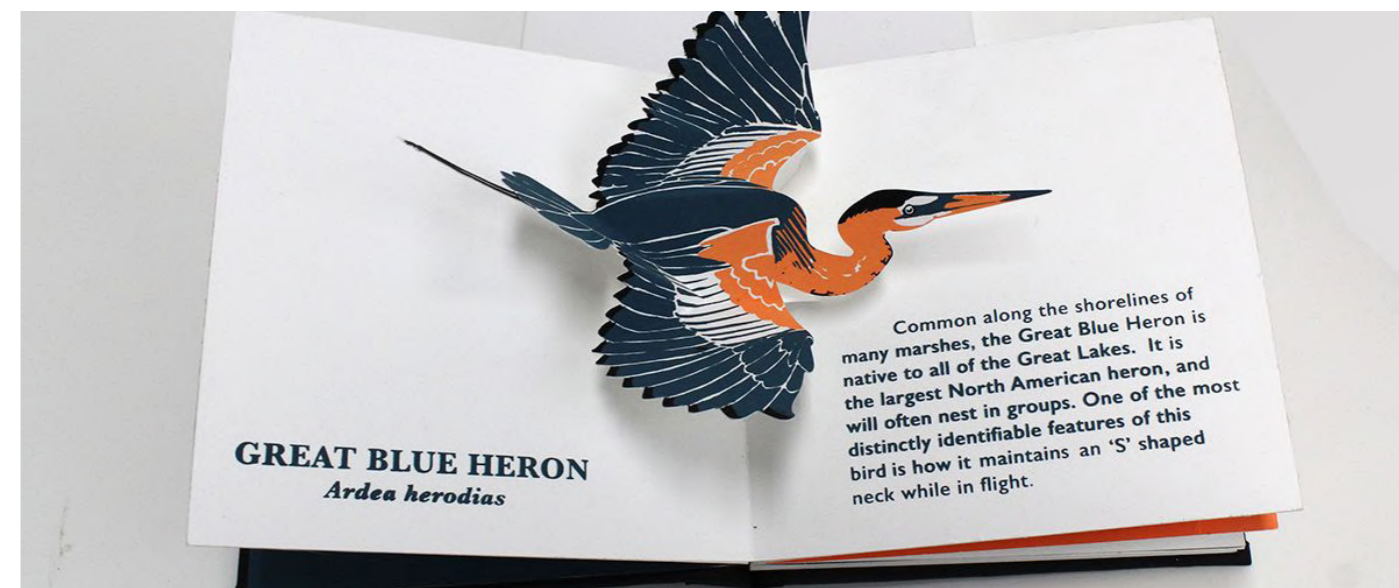 GREAT BLUE HERON
Ardea herodias
Common along the shorelines of
many marshes, the Great Blue Heron is
native to all of the Great Lakes. It is
the largest North American heron, and
will often nest in groups. One of the most
distinctly identifiable features of this
bird is how it maintains an ‘S’ shaped
neck while in flight.